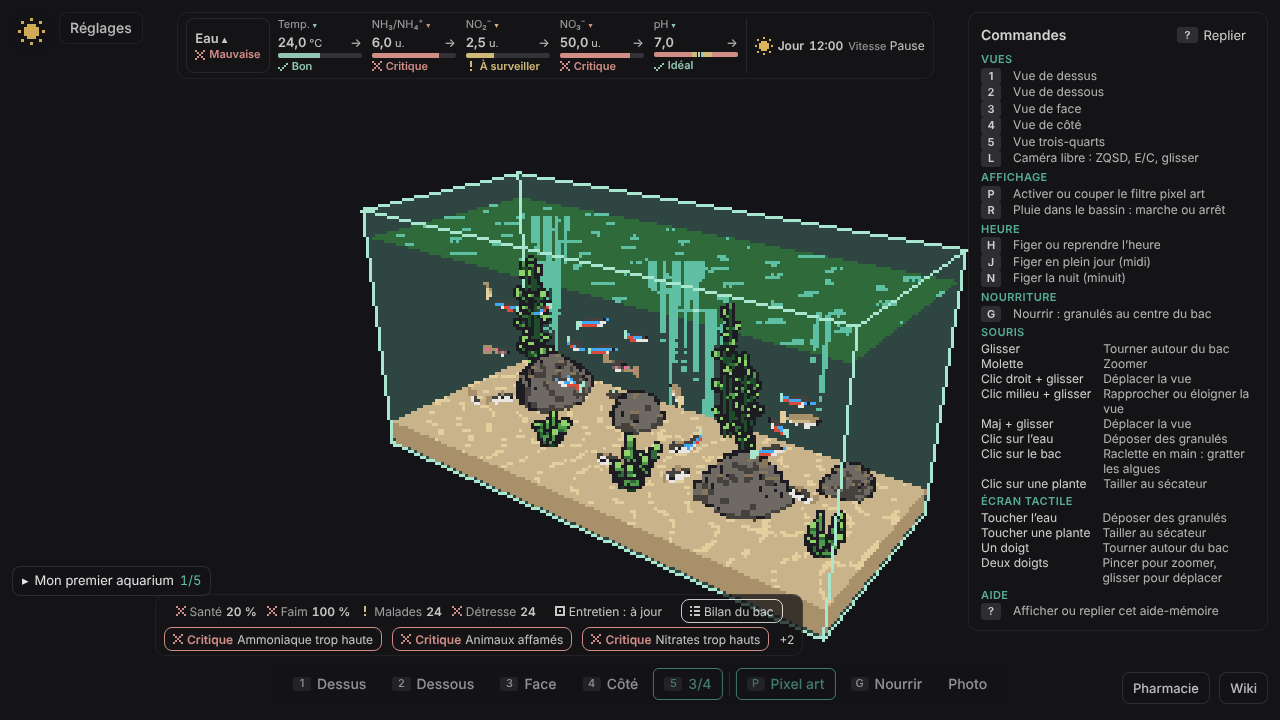 Réglages
Eau ▴
Mauvaise
Temp. ▾
24,0 °C →
Bon
NH₃/NH₄⁺ ▾
6,0 u. →
Critique
NO₂⁻ ▾
2,5 u. →
À surveiller
NO₃⁻ ▾
50,0 u. →
Critique
pH ▾
7,0 →
Idéal
Jour 12:00 Vitesse Pause
Commandes
? Replier
VUES
1 Vue de dessus
2 Vue de dessous
3 Vue de face
4 Vue de côté
5 Vue trois-quarts
L Caméra libre : ZQSD, E/C, glisser
AFFICHAGE
P Activer ou couper le filtre pixel art
R Pluie dans le bassin : marche ou arrêt
HEURE
H Figer ou reprendre l’heure
J Figer en plein jour (midi)
N Figer la nuit (minuit)
NOURRITURE
G Nourrir : granulés au centre du bac
SOURIS
Glisser Tourner autour du bac
Molette Zoomer
Clic droit + glisser Déplacer la vue
Clic milieu + glisser Rapprocher ou éloigner la
vue
Maj + glisser Déplacer la vue
Clic sur l’eau Déposer des granulés
Clic sur le bac Raclette en main : gratter
les algues
Clic sur une plante Tailler au sécateur
ÉCRAN TACTILE
Toucher l’eau Déposer des granulés
Toucher une plante Tailler au sécateur
Un doigt Tourner autour du bac
Deux doigts Pincer pour zoomer,
glisser pour déplacer
AIDE
? Afficher ou replier cet aide-mémoire
▸ Mon premier aquarium 1/5
Santé 20 % Faim 100 % Malades 24 Détresse 24 Entretien : à jour Bilan du bac
Critique Ammoniaque trop haute Critique Animaux affamés Critique Nitrates trop hauts +2
1 Dessus 2 Dessous 3 Face 4 Côté 5 3/4 P Pixel art G Nourrir Photo
Pharmacie Wiki